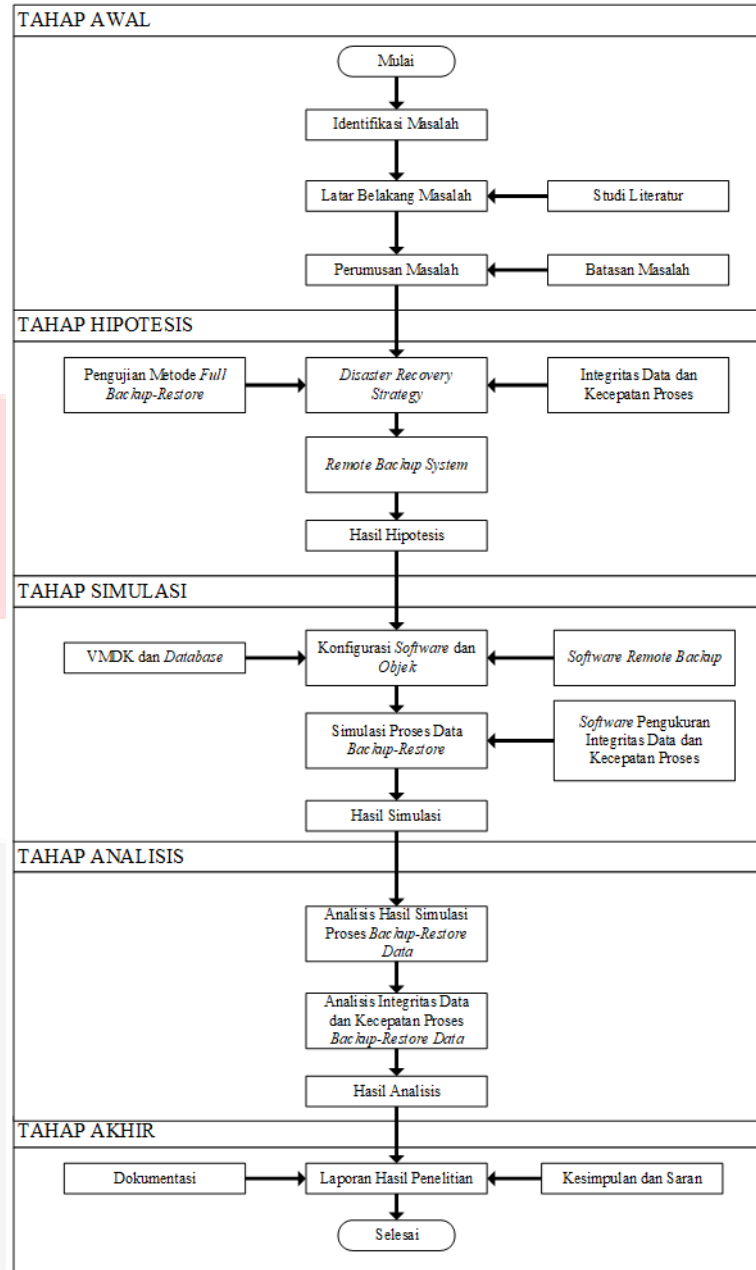 TAHAP AWAL
Mulai
Identifikasi Masalah
Latar Belakang Masalah
Studi Literatur
Perumusan Masalah
Batasan Masalah
TAHAP HIPOTESIS
Pengujian Metode Full
Backup-Restore
Disaster Recovery
Strategy
Integritas Data dan
Kecepatan Proses
Remote Backup System
Hasil Hipotesis
TAHAP SIMULASI
VMDK dan Database
Konfigurasi Software dan
Objek
Software Remote Backup
Simulasi Proses Data
Backup-Restore
Software Pengukuran
Integritas Data dan
Kecepatan Proses
Hasil Simulasi
TAHAP ANALISIS
Analisis Hasil Simulasi
Proses Backup-Restore
Data
Analisis Integritas Data
dan Kecepatan Proses
Backup-Restore Data
Hasil Analisis
TAHAP AKHIR
Dokumentasi
Laporan Hasil Penelitian
Kesimpulan dan Saran
Selesai